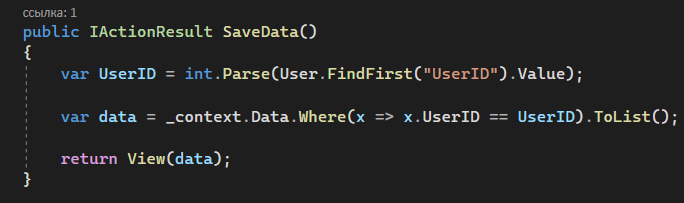 ссылка: 1
public IActionResult SaveData()
{
var UserID = int.Parse(User.FindFirst("UserID").Value);
var data = _context.Data.Where(x => x.UserID == UserID).ToList();
return View(data);
}